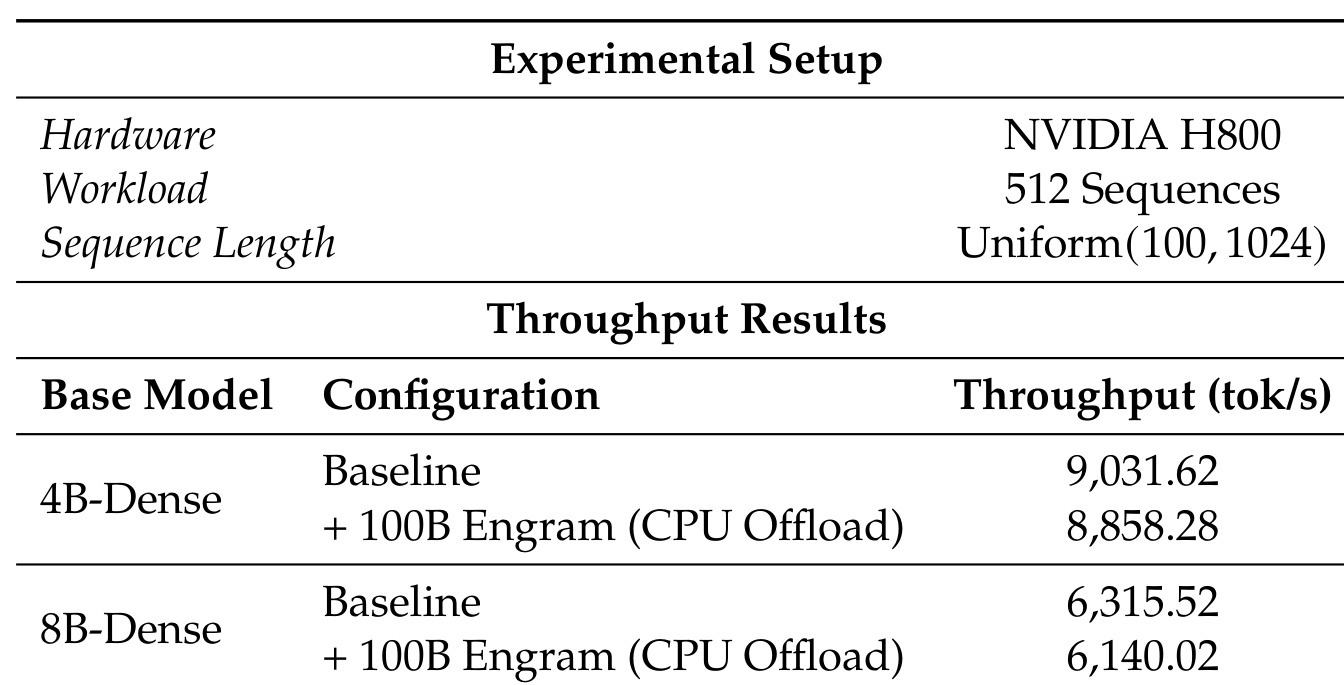 Experimental Setup
Hardware NVIDIA H800
Workload 512 Sequences
Sequence Length Uniform(100, 1024)
Throughput Results
Base Model Configuration Throughput (tok/s)
4B-Dense
Baseline 9,031.62
+ 100B Engram (CPU Offload) 8,858.28
8B-Dense
Baseline 6,315.52
+ 100B Engram (CPU Offload) 6,140.02